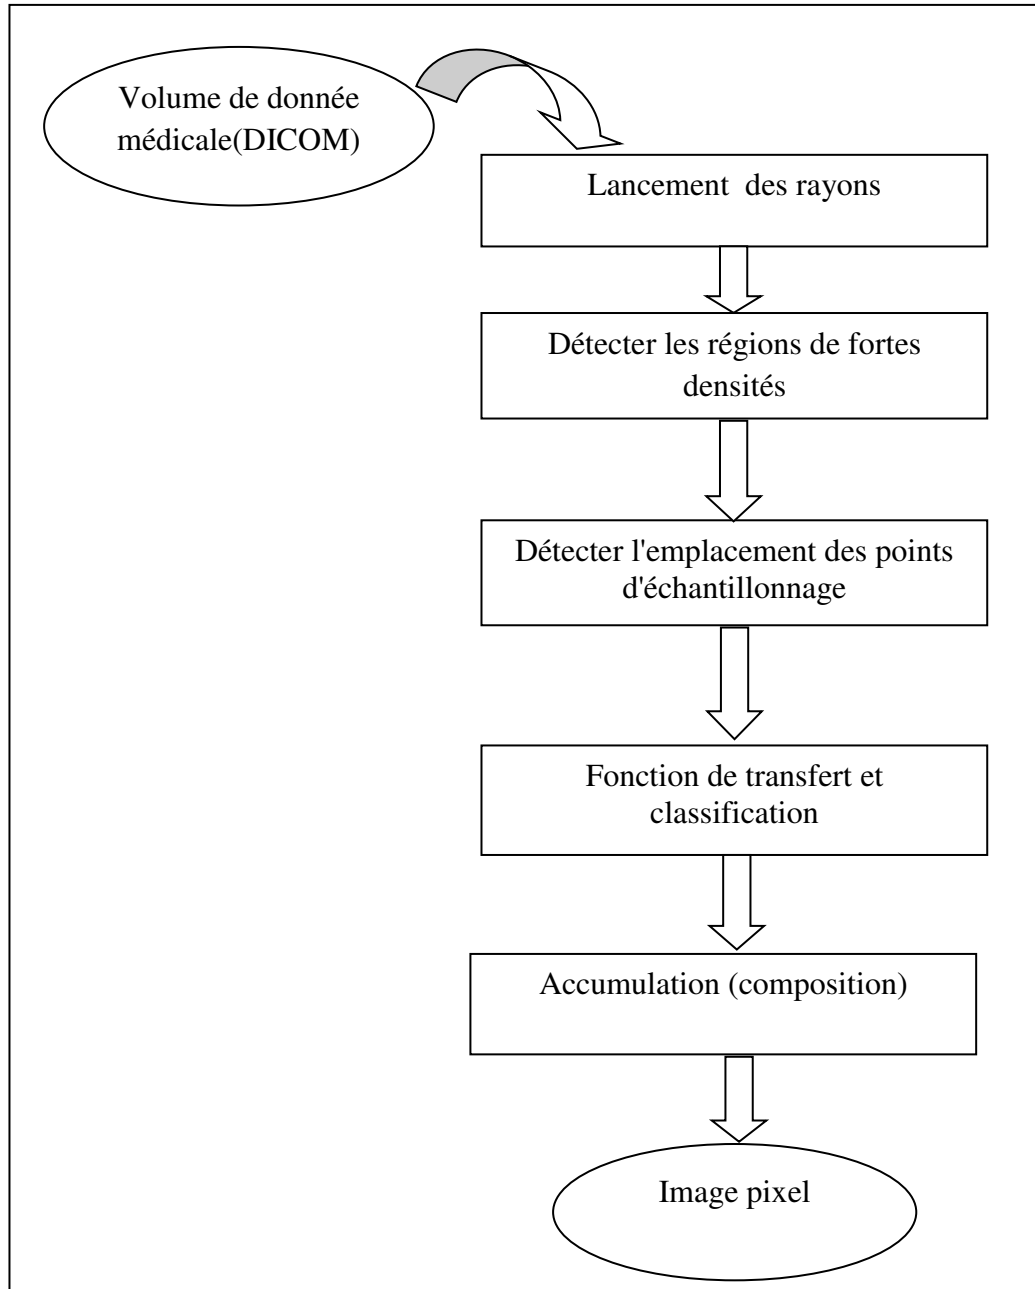 Volume de donnée
médicale(DICOM)
Lancement des rayons
Détecter les régions de fortes
densités
Détecter l'emplacement des points
d'échantillonnage
Fonction de transfert et
classification
Accumulation (composition)
Image pixel